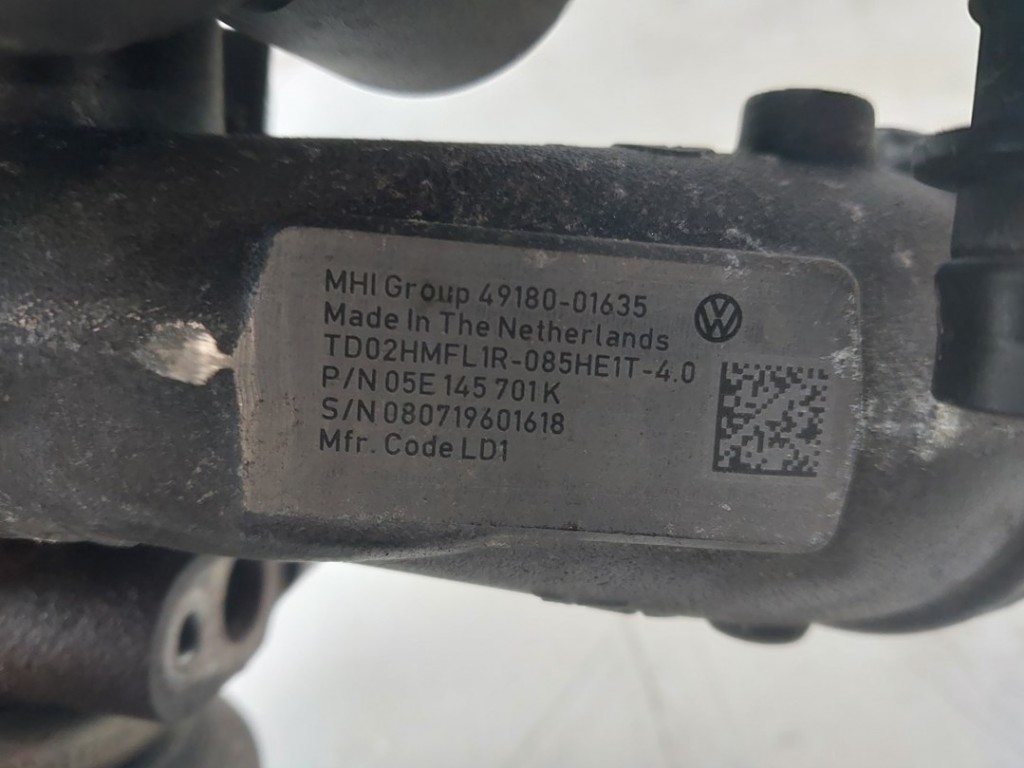 MHI Group 49180-01635
Made In The Netherlands
TD02HMFL1R-085HE1T-4.0
P/N 05E 145 701K
S/N 080719601618
Mfr. Code LD1